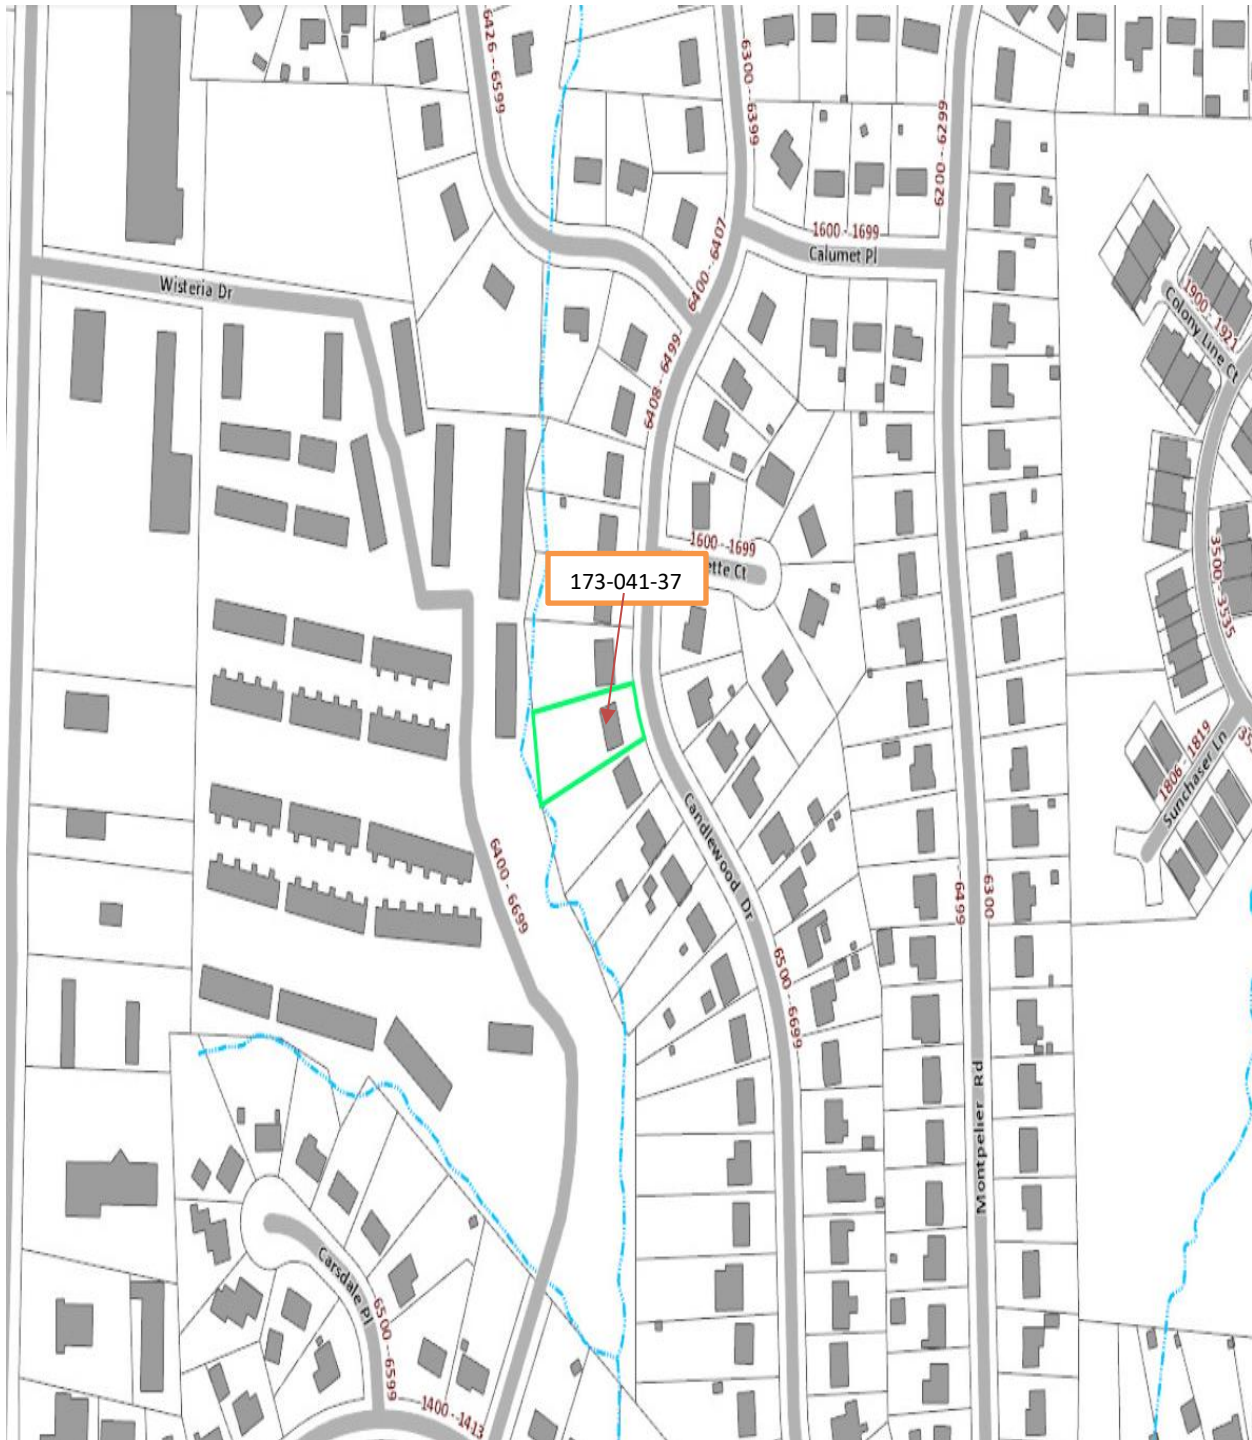 6426 - 6599
6300 - 6399
6200 - 6299
6400 - 6407
1600 - 1699
Calumet Pl
Wisteria Dr
1900 - 1921
Colony Line Ct
6408 - 6499
1600 - 1699
ette Ct
173-041-37
3500 - 3535
1806 - 1819
Sunchaser Ln
Candlewood Dr
6400 - 6699
6499
6300
6500 - 6699
Montpelier Rd
Carsdale Pl
6500 - 6599
1400 - 1413